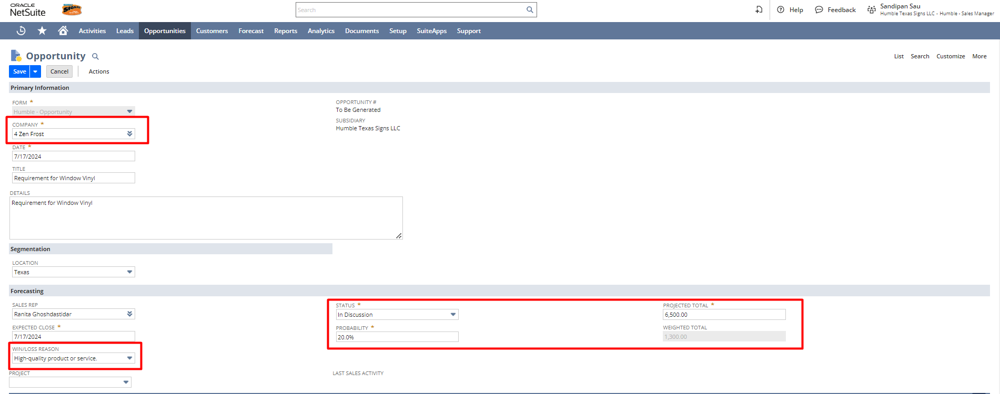 ORACLE
NetSuite
SIGNCO
Search
Help
Feedback
Sandipan Sau
Humble Texas Signs LLC - Humble - Sales Manager
Activities
Leads
Opportunities
Customers
Forecast
Reports
Analytics
Documents
Setup
SuiteApps
Support
Opportunity
List
Search
Customize
More
Save
Cancel
Actions
Primary Information
FORM *
Humble - Opportunity
COMPANY *
4 Zen Frost
DATE *
7/17/2024
TITLE
Requirement for Window Vinyl
OPPORTUNITY #
To Be Generated
SUBSIDIARY
Humble Texas Signs LLC
DETAILS
Requirement for Window Vinyl
Segmentation
LOCATION
Texas
Forecasting
SALES REP
Ranita Ghoshdastidar
EXPECTED CLOSE *
7/17/2024
WIN/LOSS REASON
High-quality product or service.
PROJECT
STATUS *
In Discussion
PROBABILITY *
20.0%
LAST SALES ACTIVITY
PROJECTED TOTAL *
6,500.00
WEIGHTED TOTAL
1,300.00